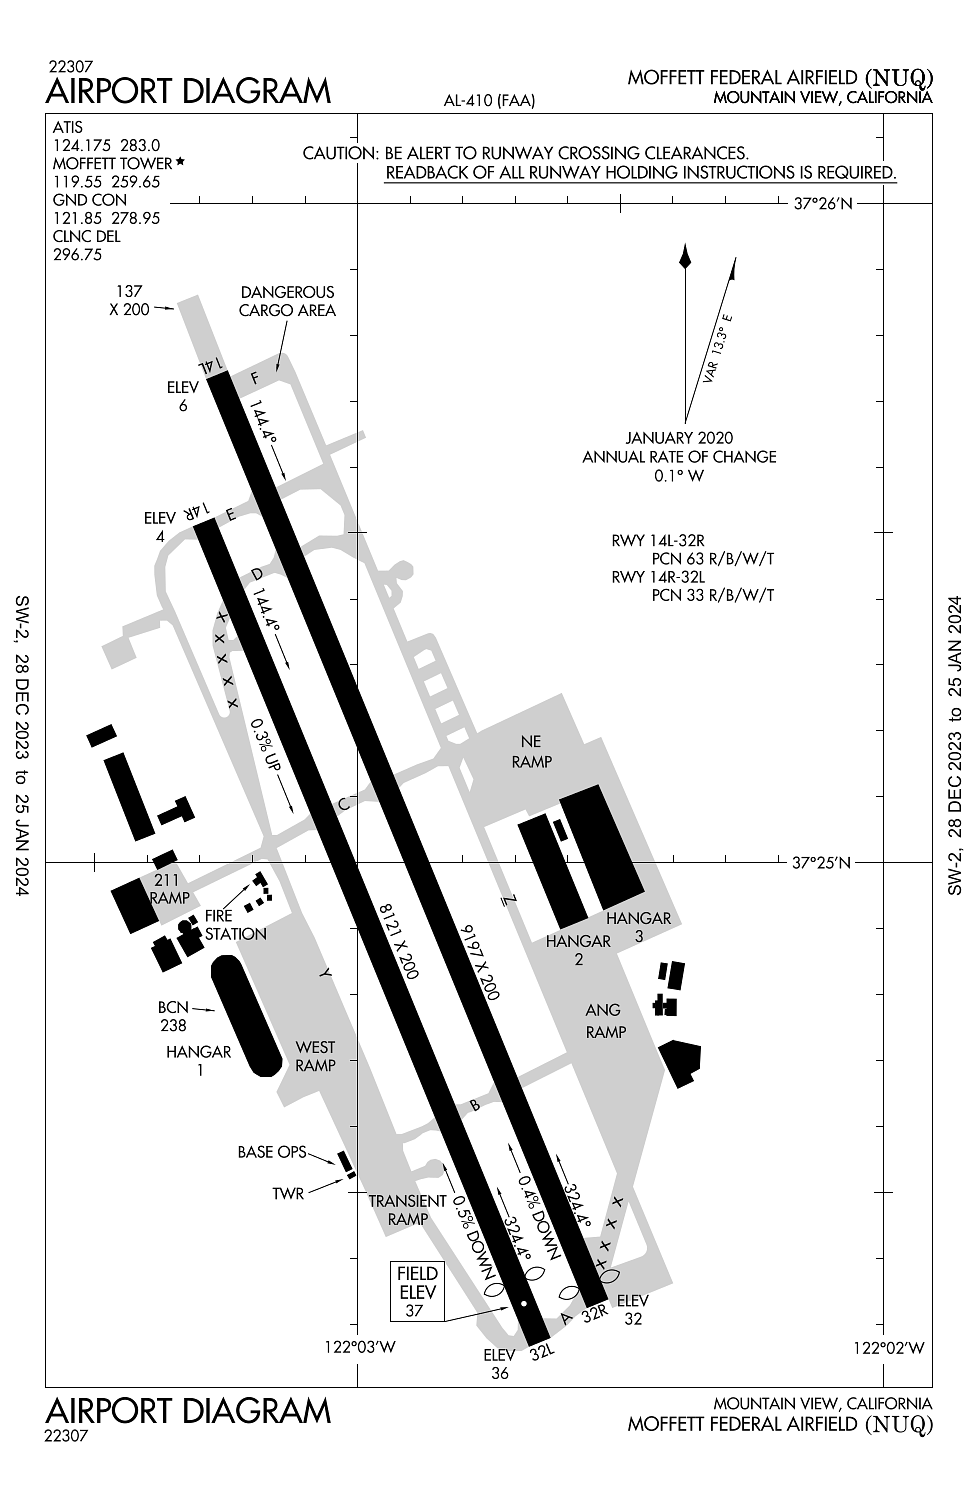 22307
AIRPORT DIAGRAM
AL-410 (FAA)
MOFFETT FEDERAL AIRFIELD (NUQ)
MOUNTAIN VIEW, CALIFORNIA
ATIS
124.175 283.0
MOFFETT TOWER★
119.55 259.65
GND CON
121.85 278.95
CLNC DEL
296.75
CAUTION: BE ALERT TO RUNWAY CROSSING CLEARANCES.
READBACK OF ALL RUNWAY HOLDING INSTRUCTIONS IS REQUIRED.
37°26'N
137
X 200
DANGEROUS
CARGO AREA
VAR 13.3° E
JANUARY 2020
ANNUAL RATE OF CHANGE
0.1° W
14L
F
ELEV
6
144.4°
14R
E
ELEV
4
D
144.4°
RWY 14L-32R
PCN 63 R/B/W/T
RWY 14R-32L
PCN 33 R/B/W/T
X
X
X
X
X
0.3% UP
NE
RAMP
C
37°25'N
211
RAMP
FIRE
STATION
8121 X 200
9197 X 200
Z
HANGAR
3
HANGAR
2
Y
BCN
238
HANGAR
1
WEST
RAMP
ANG
RAMP
B
BASE OPS
TWR
TRANSIENT
RAMP
0.5% DOWN
324.4°
0.4% DOWN
324.4°
X
X
X
X
FIELD
ELEV
37
A
32R
ELEV
32
32L
ELEV
36
122°03'W
122°02'W
SW-2, 28 DEC 2023 to 25 JAN 2024
SW-2, 28 DEC 2023 to 25 JAN 2024
AIRPORT DIAGRAM
22307
MOUNTAIN VIEW, CALIFORNIA
MOFFETT FEDERAL AIRFIELD (NUQ)